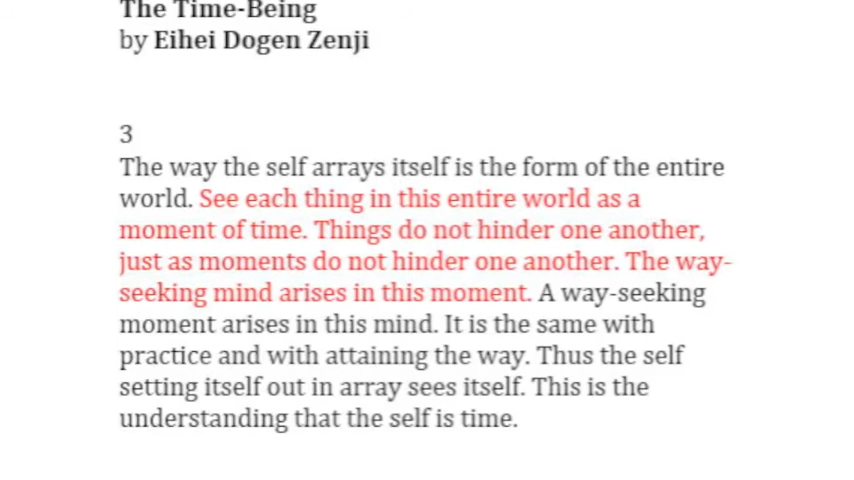 The Time-Being
by Eihei Dogen Zenji
3
The way the self arrays itself is the form of the entire
world. See each thing in this entire world as a
moment of time. Things do not hinder one another,
just as moments do not hinder one another. The way-
seeking mind arises in this moment. A way-seeking
moment arises in this mind. It is the same with
practice and with attaining the way. Thus the self
setting itself out in array sees itself. This is the
understanding that the self is time.